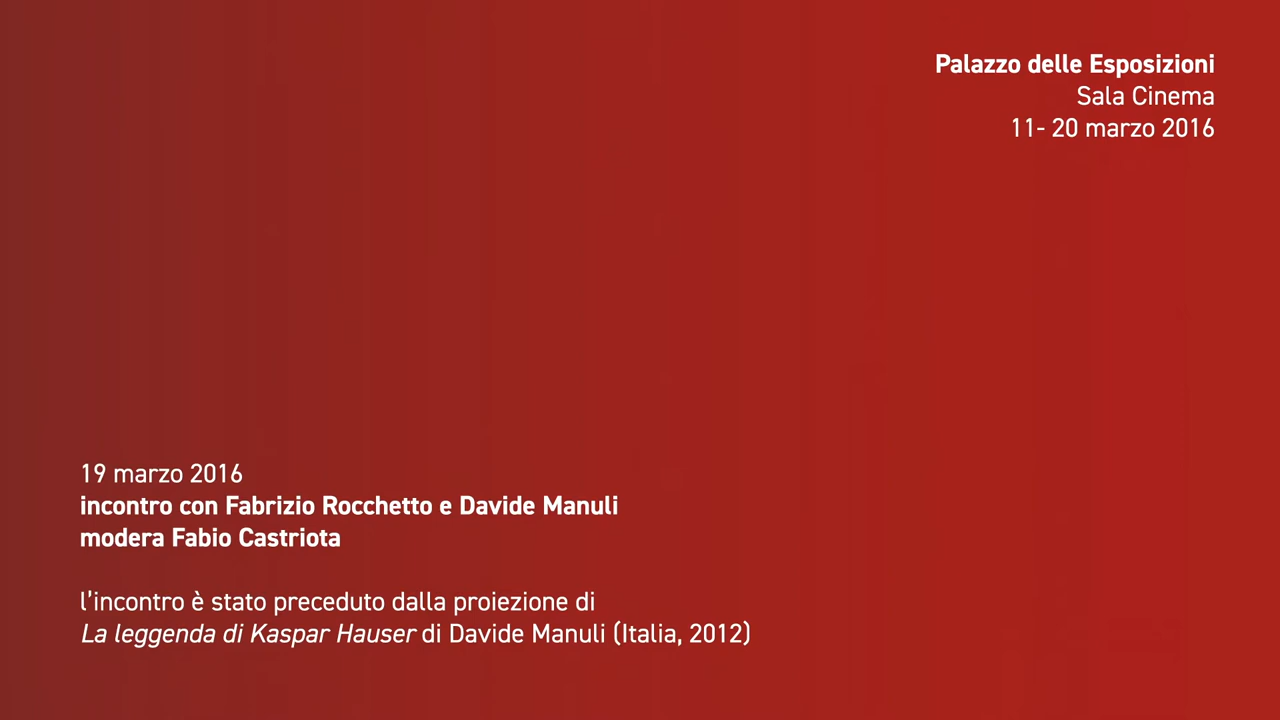 Palazzo delle Esposizioni
Sala Cinema
11- 20 marzo 2016
19 marzo 2016
incontro con Fabrizio Rocchetto e Davide Manuli
modera Fabio Castriota
l’incontro è stato preceduto dalla proiezione di
La leggenda di Kaspar Hauser di Davide Manuli (Italia, 2012)